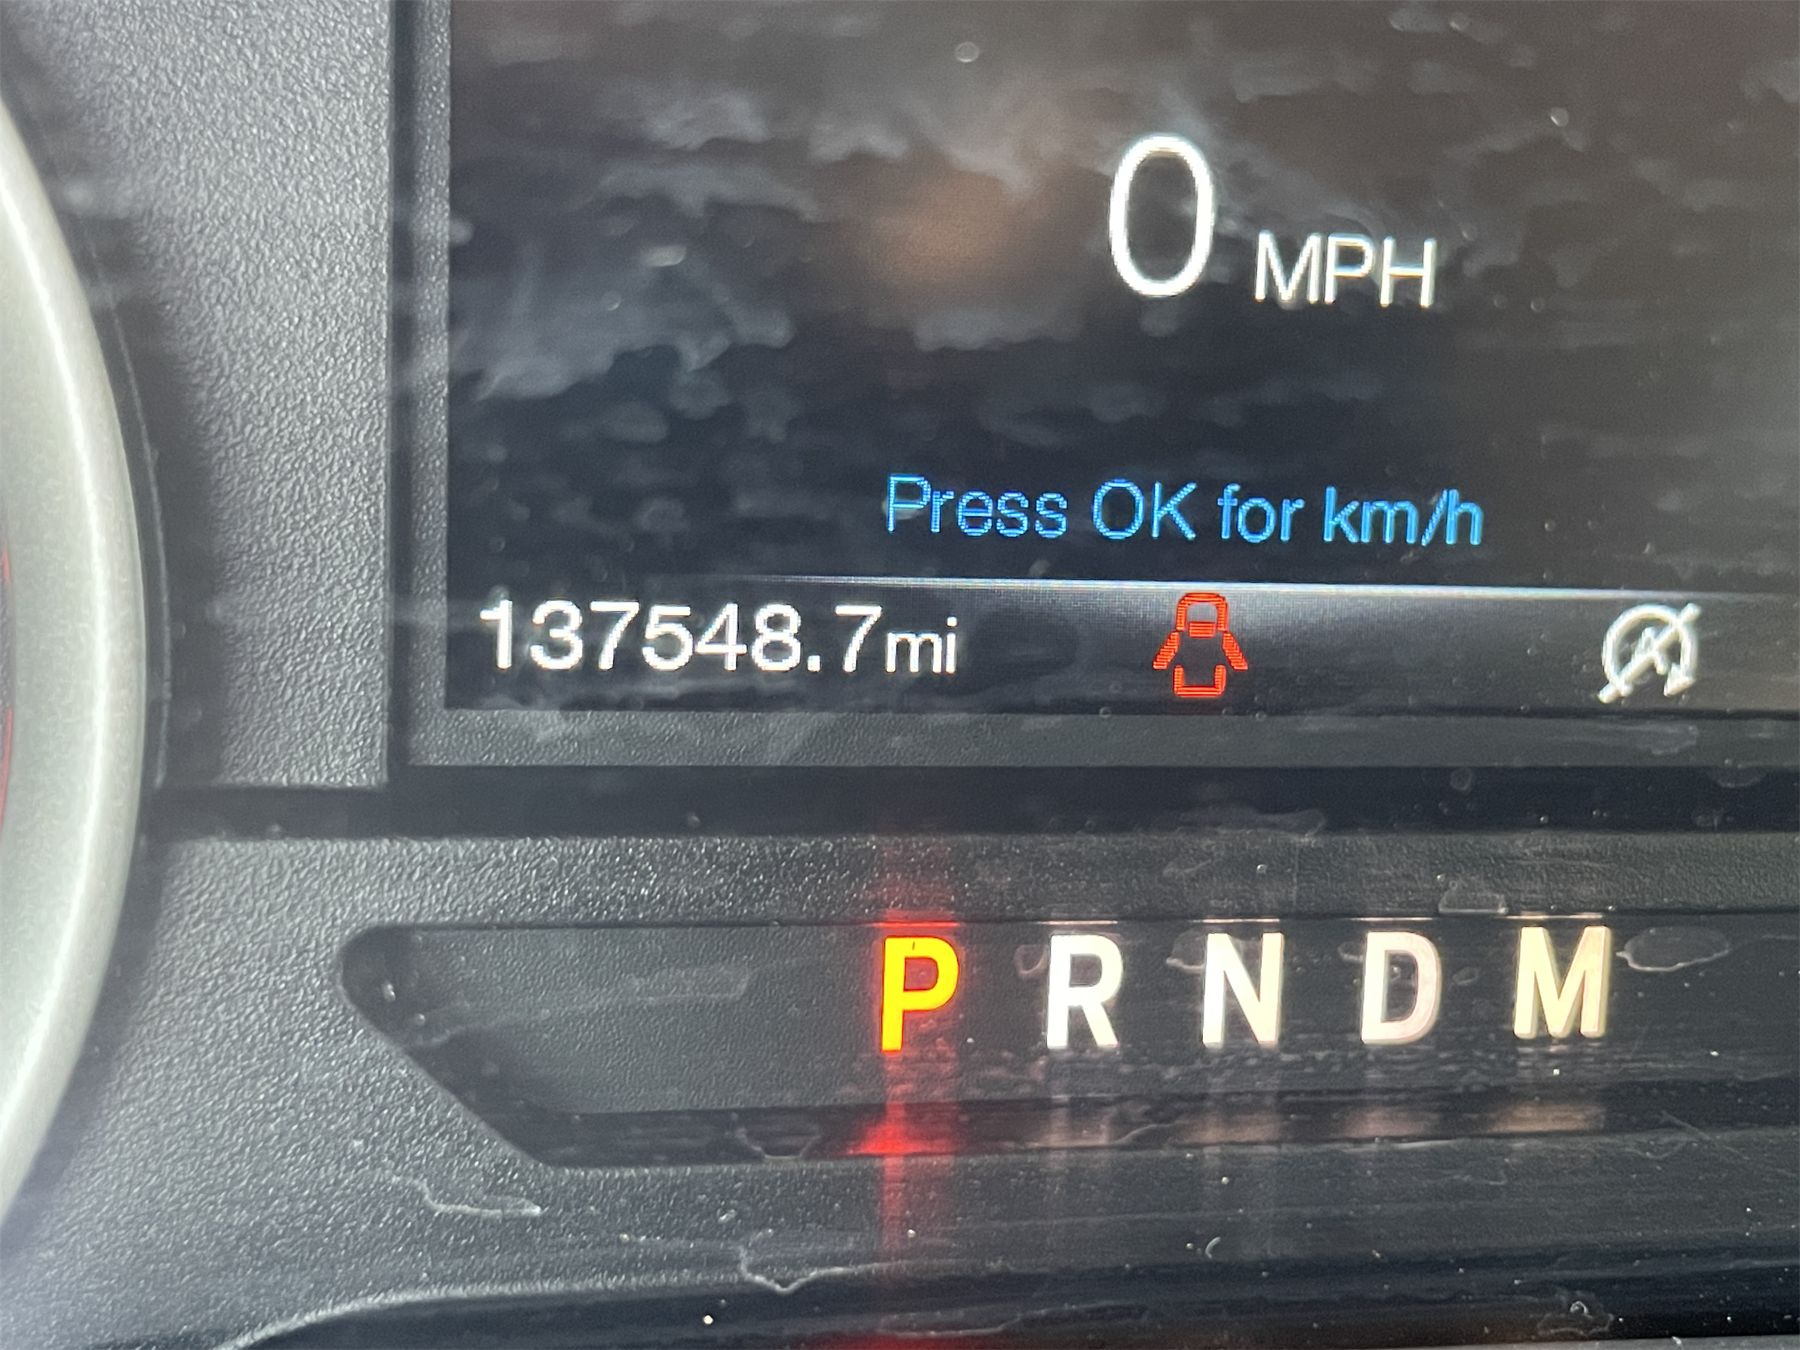 0 MPH
Press OK for km/h
137548.7mi
P R N D M